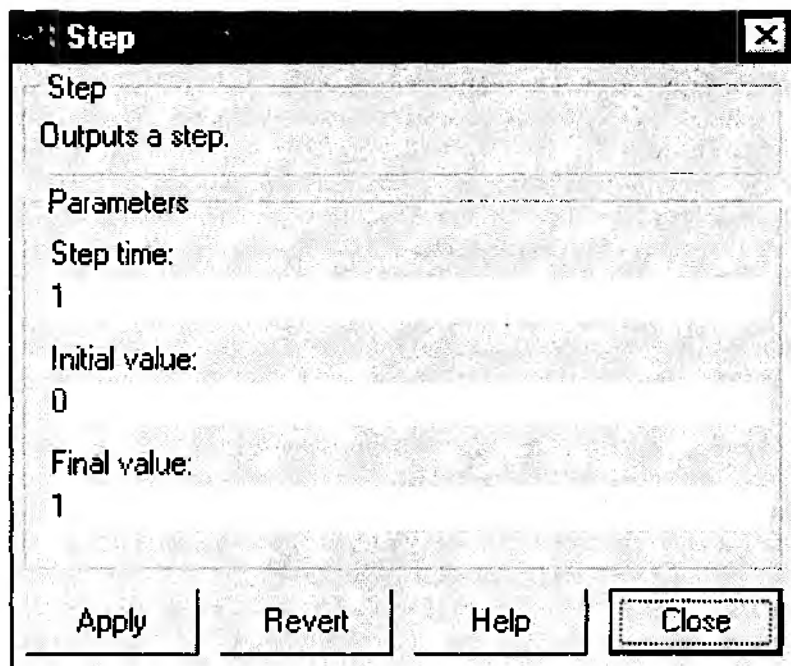 Step
Step
Outputs a step.
Parameters
Step time:
1
Initial value:
0
Final value:
1
Apply Revert Help Close